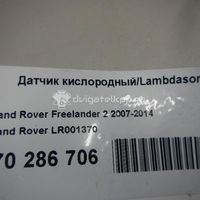 Датчик кислородный/Lambdason
and Rover Freelander 2 2007-2014
and Rover LR001370
70 286 706